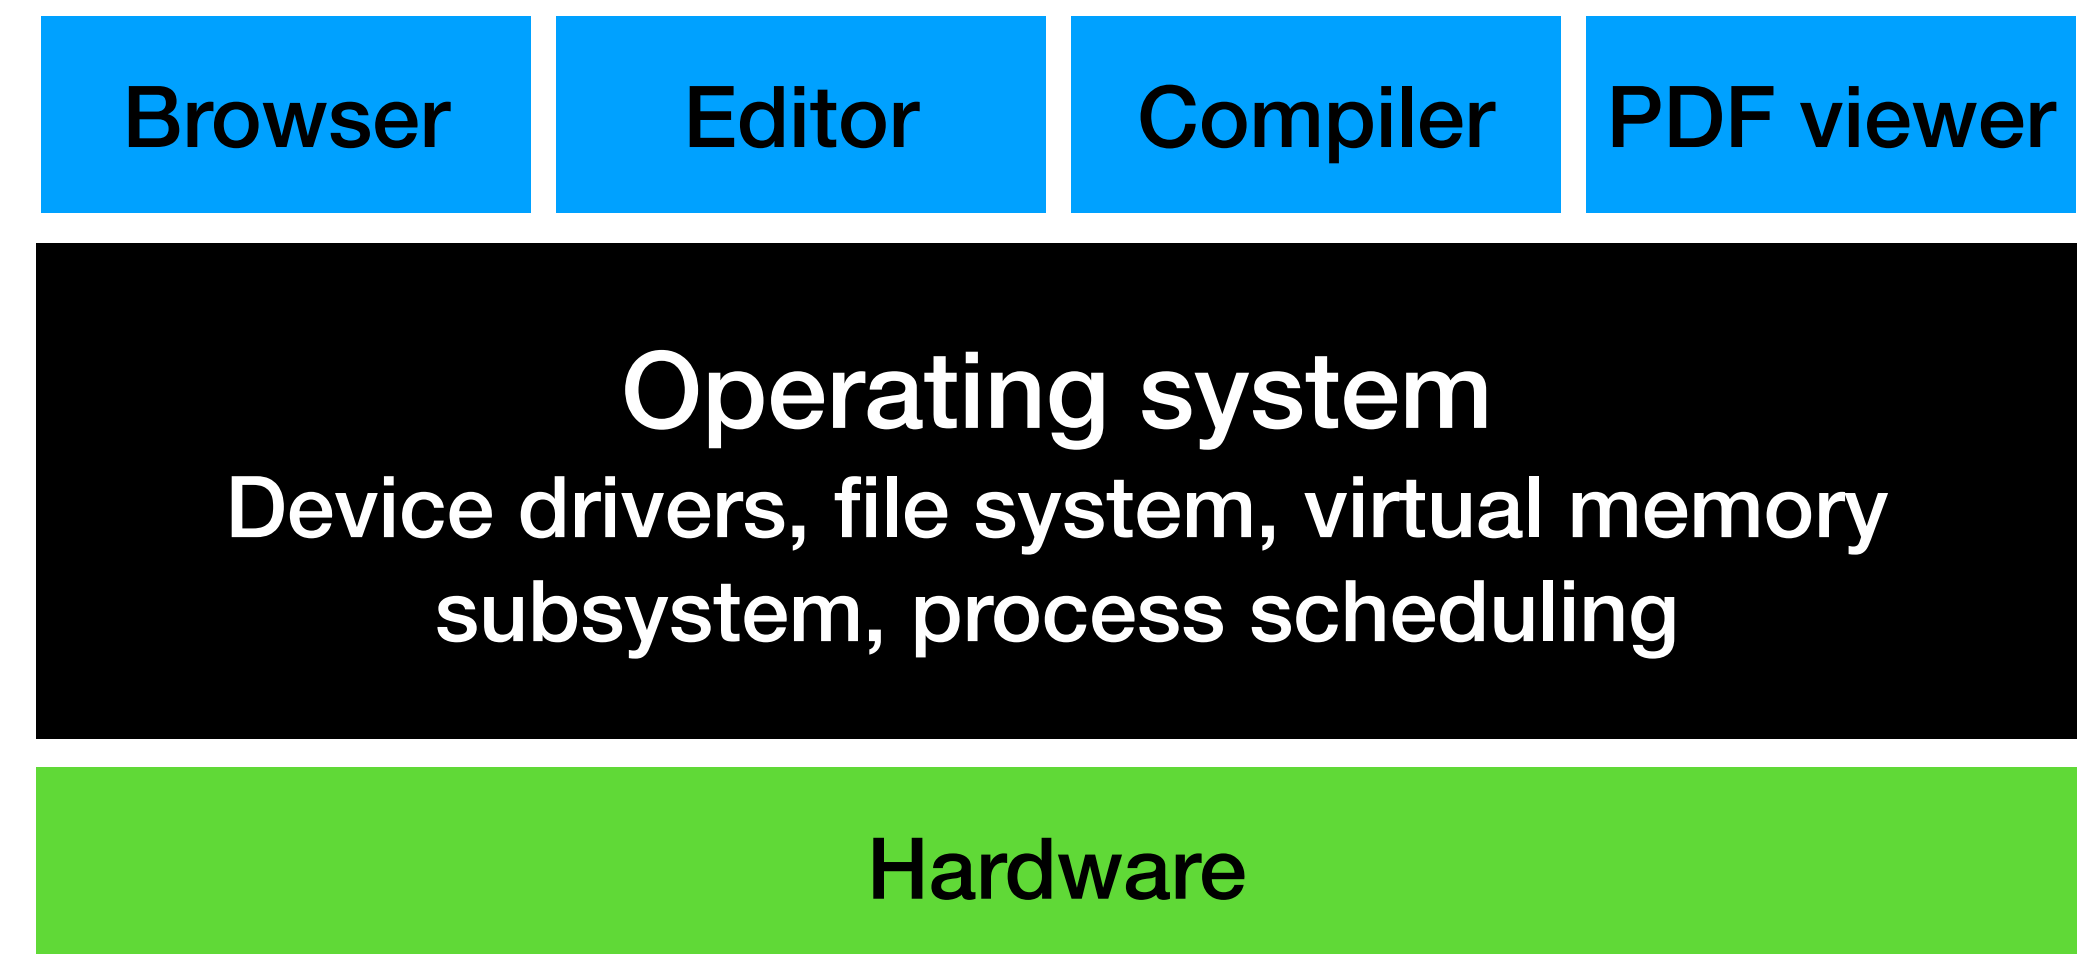 Browser
Editor
Compiler
PDF viewer
Operating system
Device drivers, file system, virtual memory
subsystem, process scheduling
Hardware